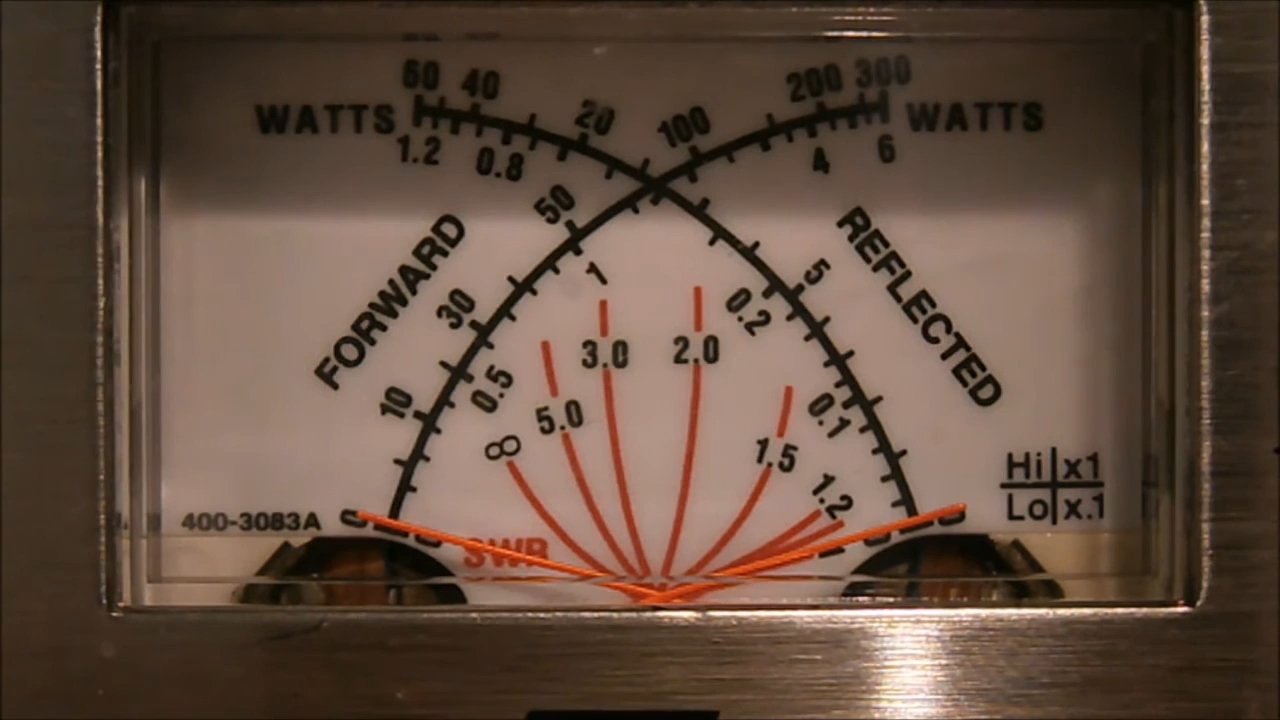 60 40 20 100 200 300
WATTS WATTS
1.2 0.8 4 6
50
FORWARD REFLECTED
1 5
30 0.2
3.0 2.0
0.5
10 0.1
5.0
∞ 1.5
1.2
Hi x1
Lo x.1
400-3083A 0 0
SWR